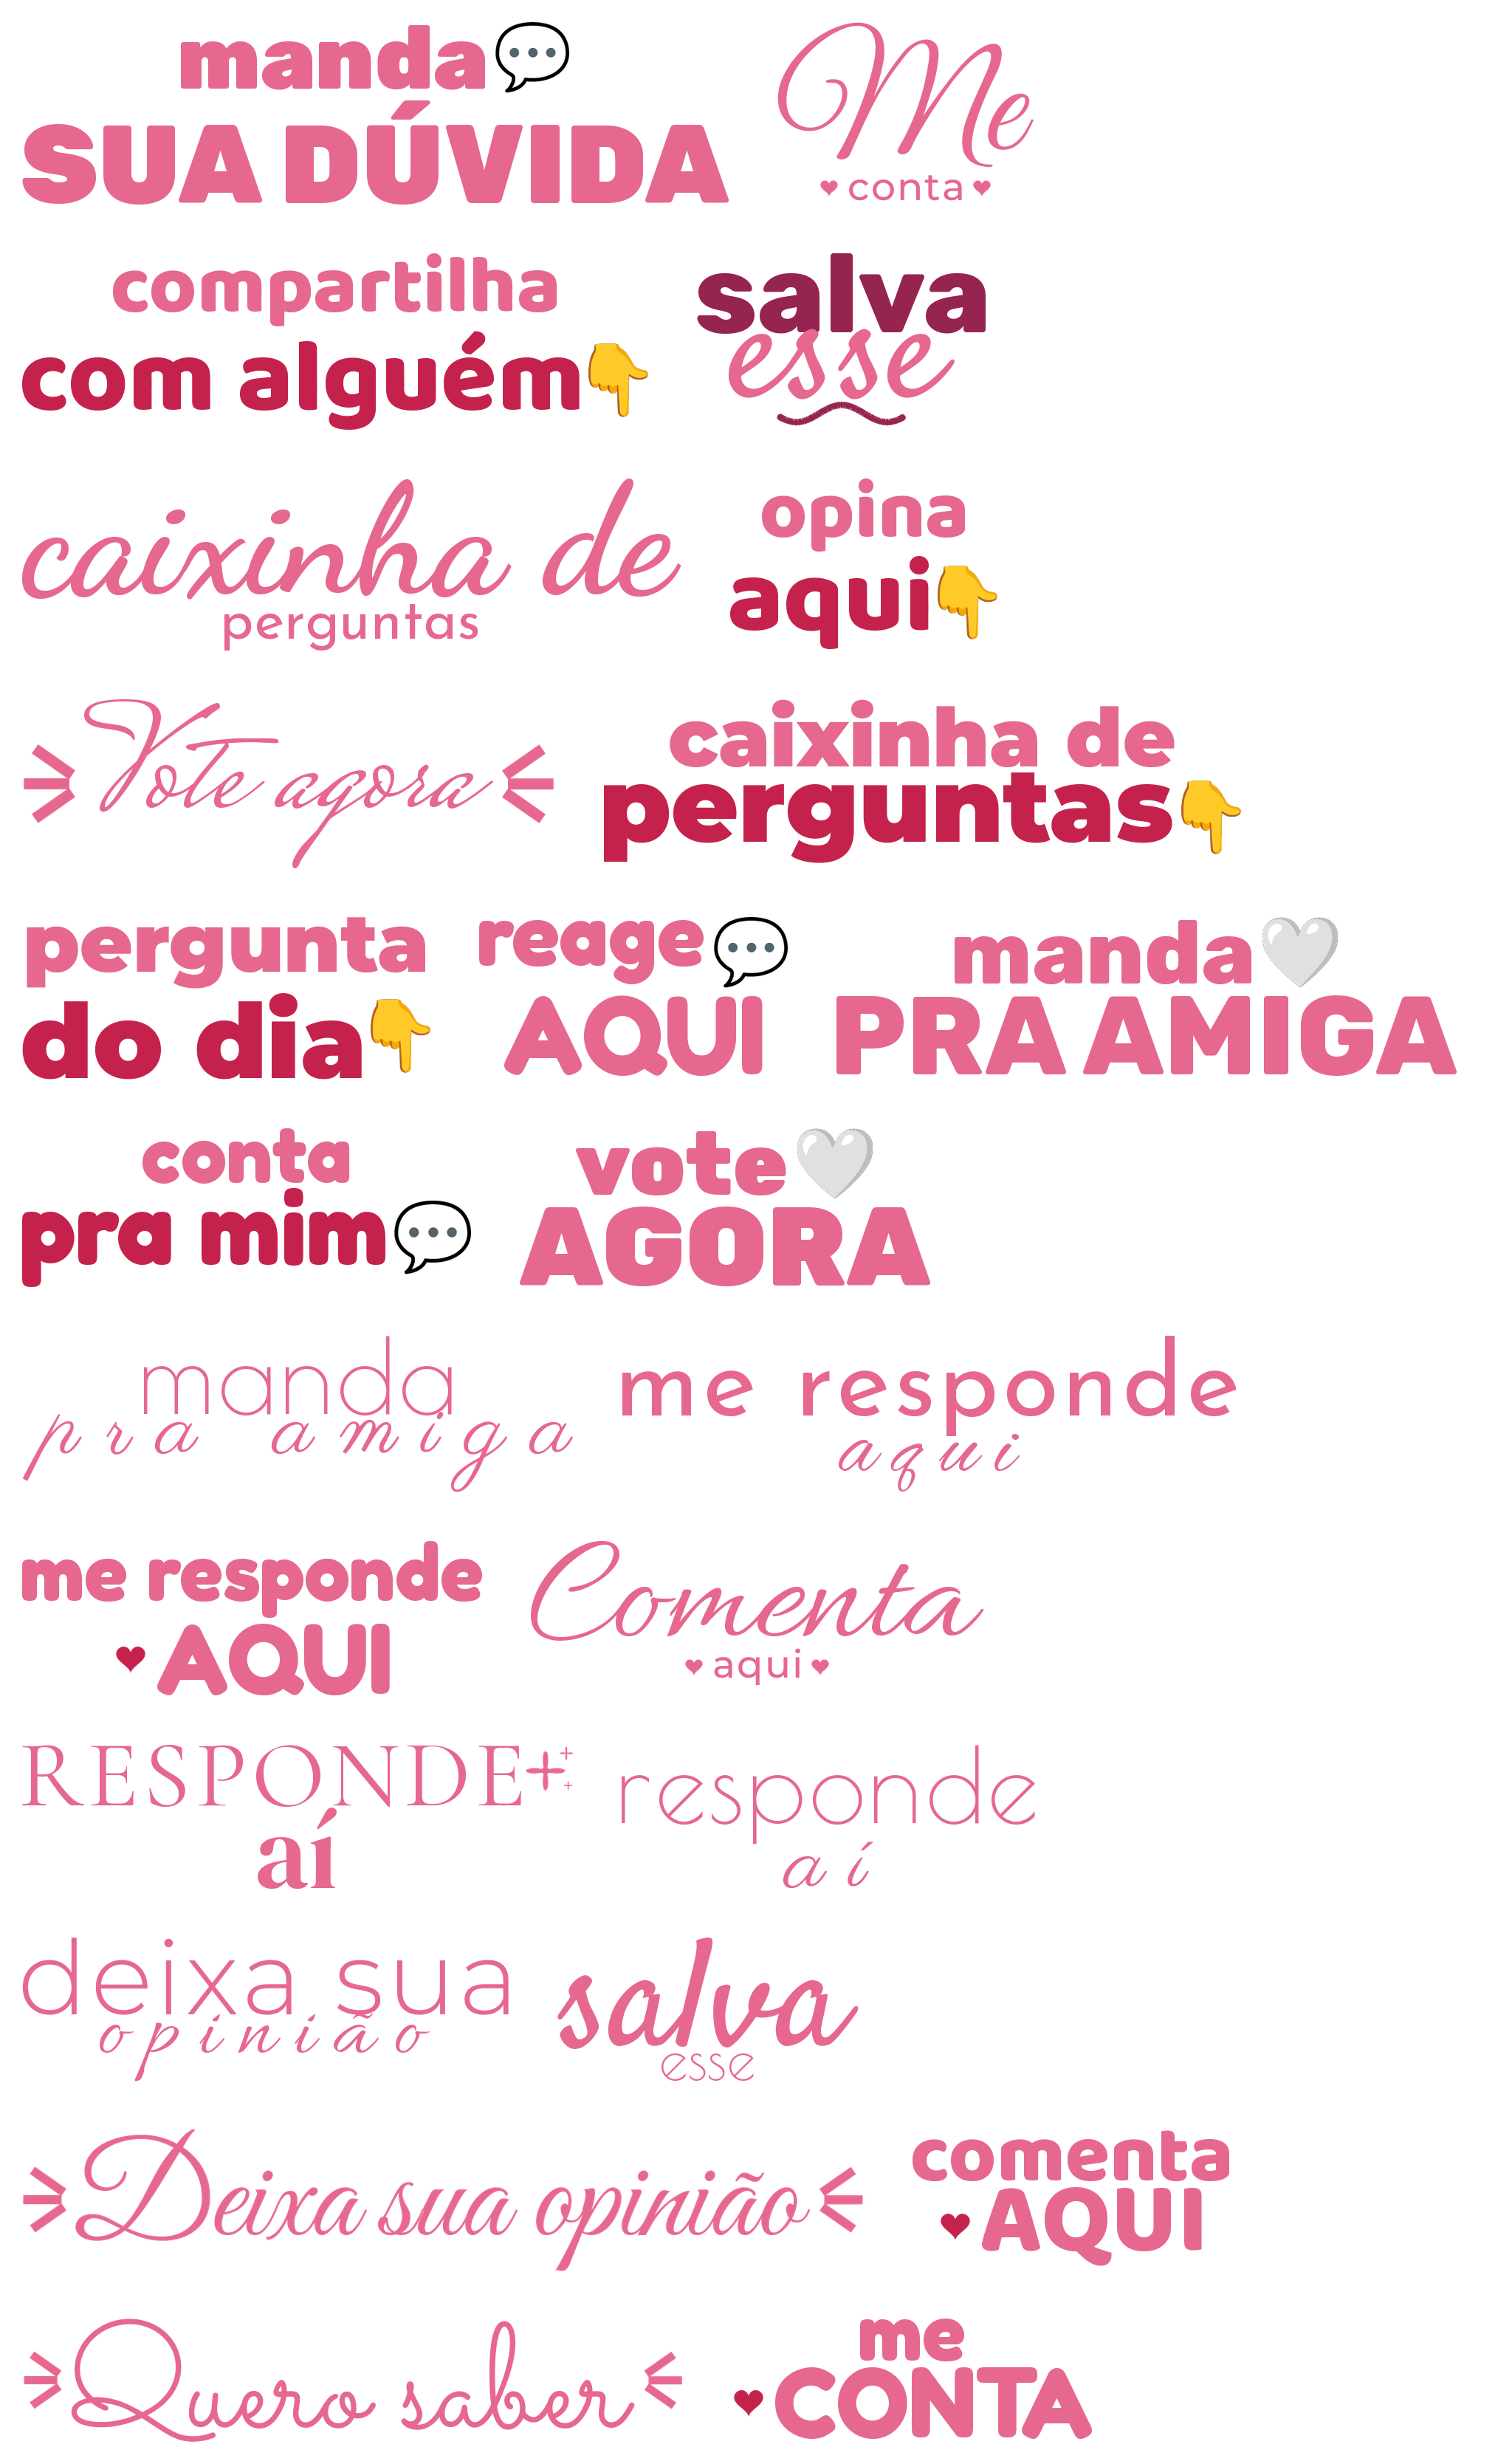 manda💬
SUA DÚVIDA
Me
♥ conta ♥
compartilha
com alguém👇
salva
esse
caixinha de
perguntas
opina
aqui👇
Vote agora
caixinha de
perguntas👇
pergunta
do dia👇
reage💬
AQUI
manda🤍
PRA AMIGA
conta
pra mim💬
vote🤍
AGORA
manda
pra amiga
me responde
aqui
me responde
♥ AQUI
Comenta
♥ aqui ♥
RESPONDE
aí
responde
aí
deixa sua
opinião
salva
esse
Deixa sua opinião
comenta
♥ AQUI
Quero saber
me
♥ CONTA